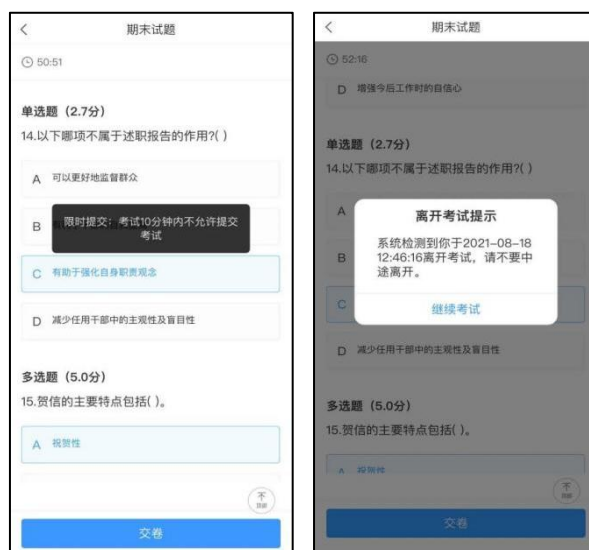 期末试题
50:51
单选题（2.7分）
14.以下哪项不属于述职报告的作用?( )
A 可以更好地监督群众
B
限时提交：考试10分钟内不允许提交
考试
C 有助于强化自身职责观念
D 减少任用干部中的主观性及盲目性
多选题（5.0分）
15.贺信的主要特点包括( )。
A 祝贺性
顶部
交卷
期末试题
52:16
D 增强今后工作时的自信心
单选题（2.7分）
14.以下哪项不属于述职报告的作用?( )
A
离开考试提示
系统检测到你于2021-08-18
B
12:46:16离开考试，请不要中
途离开。
C
继续考试
D 减少任用干部中的主观性及盲目性
多选题（5.0分）
15.贺信的主要特点包括( )。
A 祝贺性
顶部
交卷